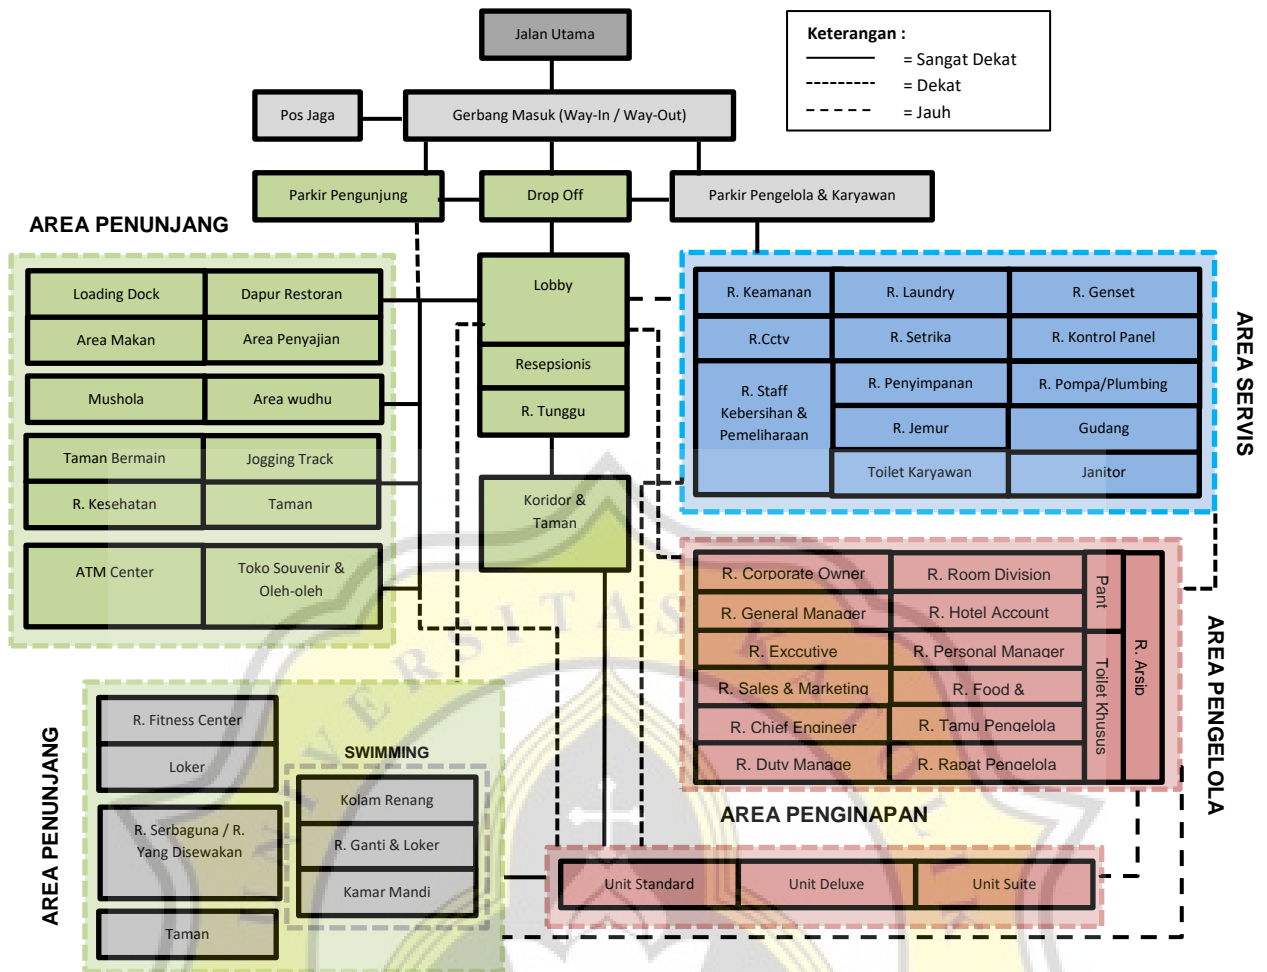 Jalan Utama
Keterangan :
= Sangat Dekat
= Dekat
= Jauh
Pos Jaga
Gerbang Masuk (Way-In / Way-Out)
Parkir Pengunjung
Drop Off
Parkir Pengelola & Karyawan
AREA PENUNJANG
Loading Dock
Dapur Restoran
Area Makan
Area Penyajian
Mushola
Area wudhu
Taman Bermain
Jogging Track
R. Kesehatan
Taman
ATM Center
Toko Souvenir &
Oleh-oleh
Lobby
Resepsionis
R. Tunggu
Koridor &
Taman
R. Keamanan
R. Laundry
R. Genset
R.Cctv
R. Setrika
R. Kontrol Panel
R. Staff
Kebersihan &
Pemeliharaan
R. Penyimpanan
R. Pompa/Plumbing
R. Jemur
Gudang
Toilet Karyawan
Janitor
AREA SERVIS
R. Corporate Owner
R. Room Division
R. General Manager
R. Hotel Account
R. Exccutive
R. Personal Manager
R. Sales & Marketing
R. Food &
R. Chief Engineer
R. Tamu Pengelola
R. Duty Manage
R. Rapat Pengelola
Pant
Toilet Khusus
R. Arsip
AREA PENGELOLA
AREA PENUNJANG
R. Fitness Center
Loker
R. Serbaguna / R.
Yang Disewakan
Taman
SWIMMING
Kolam Renang
R. Ganti & Loker
Kamar Mandi
AREA PENGINAPAN
Unit Standard
Unit Deluxe
Unit Suite
UNIVERSITAS KATOLIK